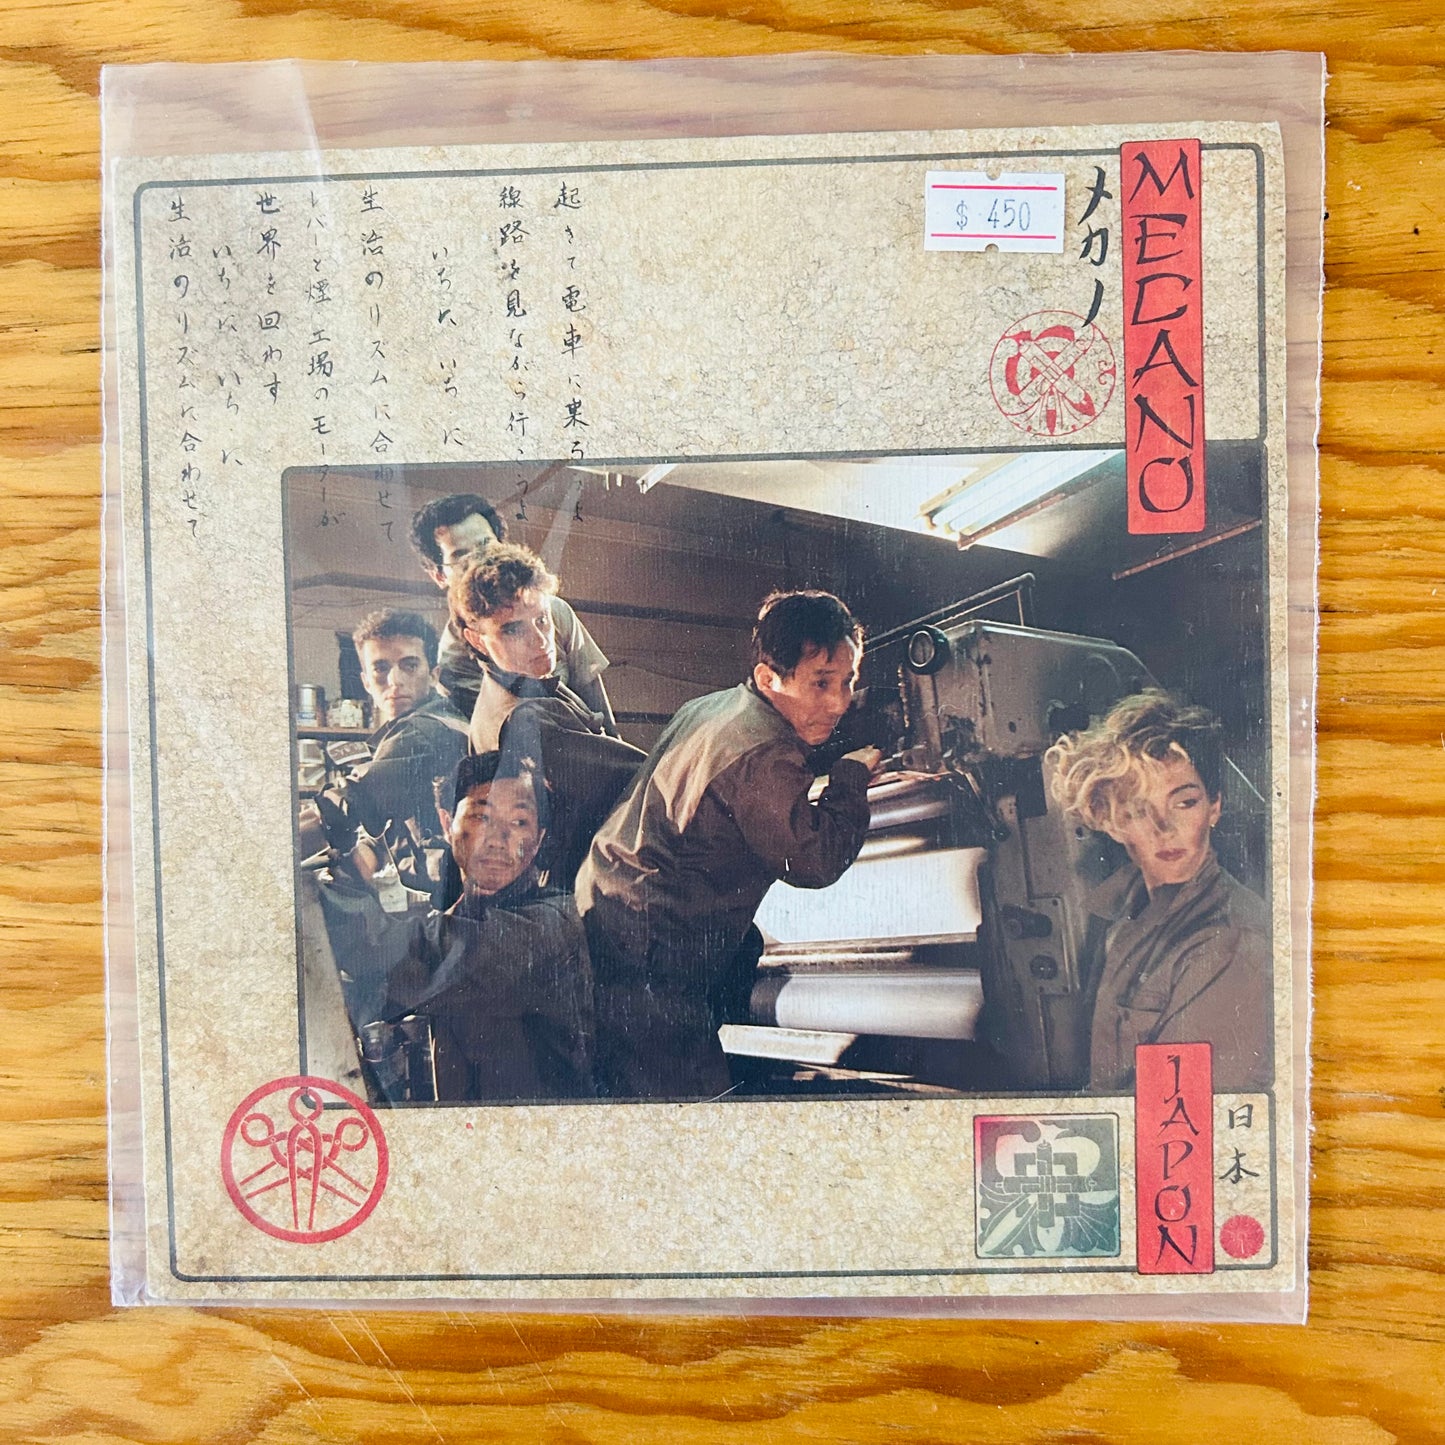 MECANO
メカノ
$ 450
起きて電車に乗ろうよ
線路を見ながら行こうよ
いちに いちに
生活のリズムに合わせて
レバーと煙 工場のモーターが
世界を回わす
いちに いちに
生活のリズムに合わせて
JAPON
日本